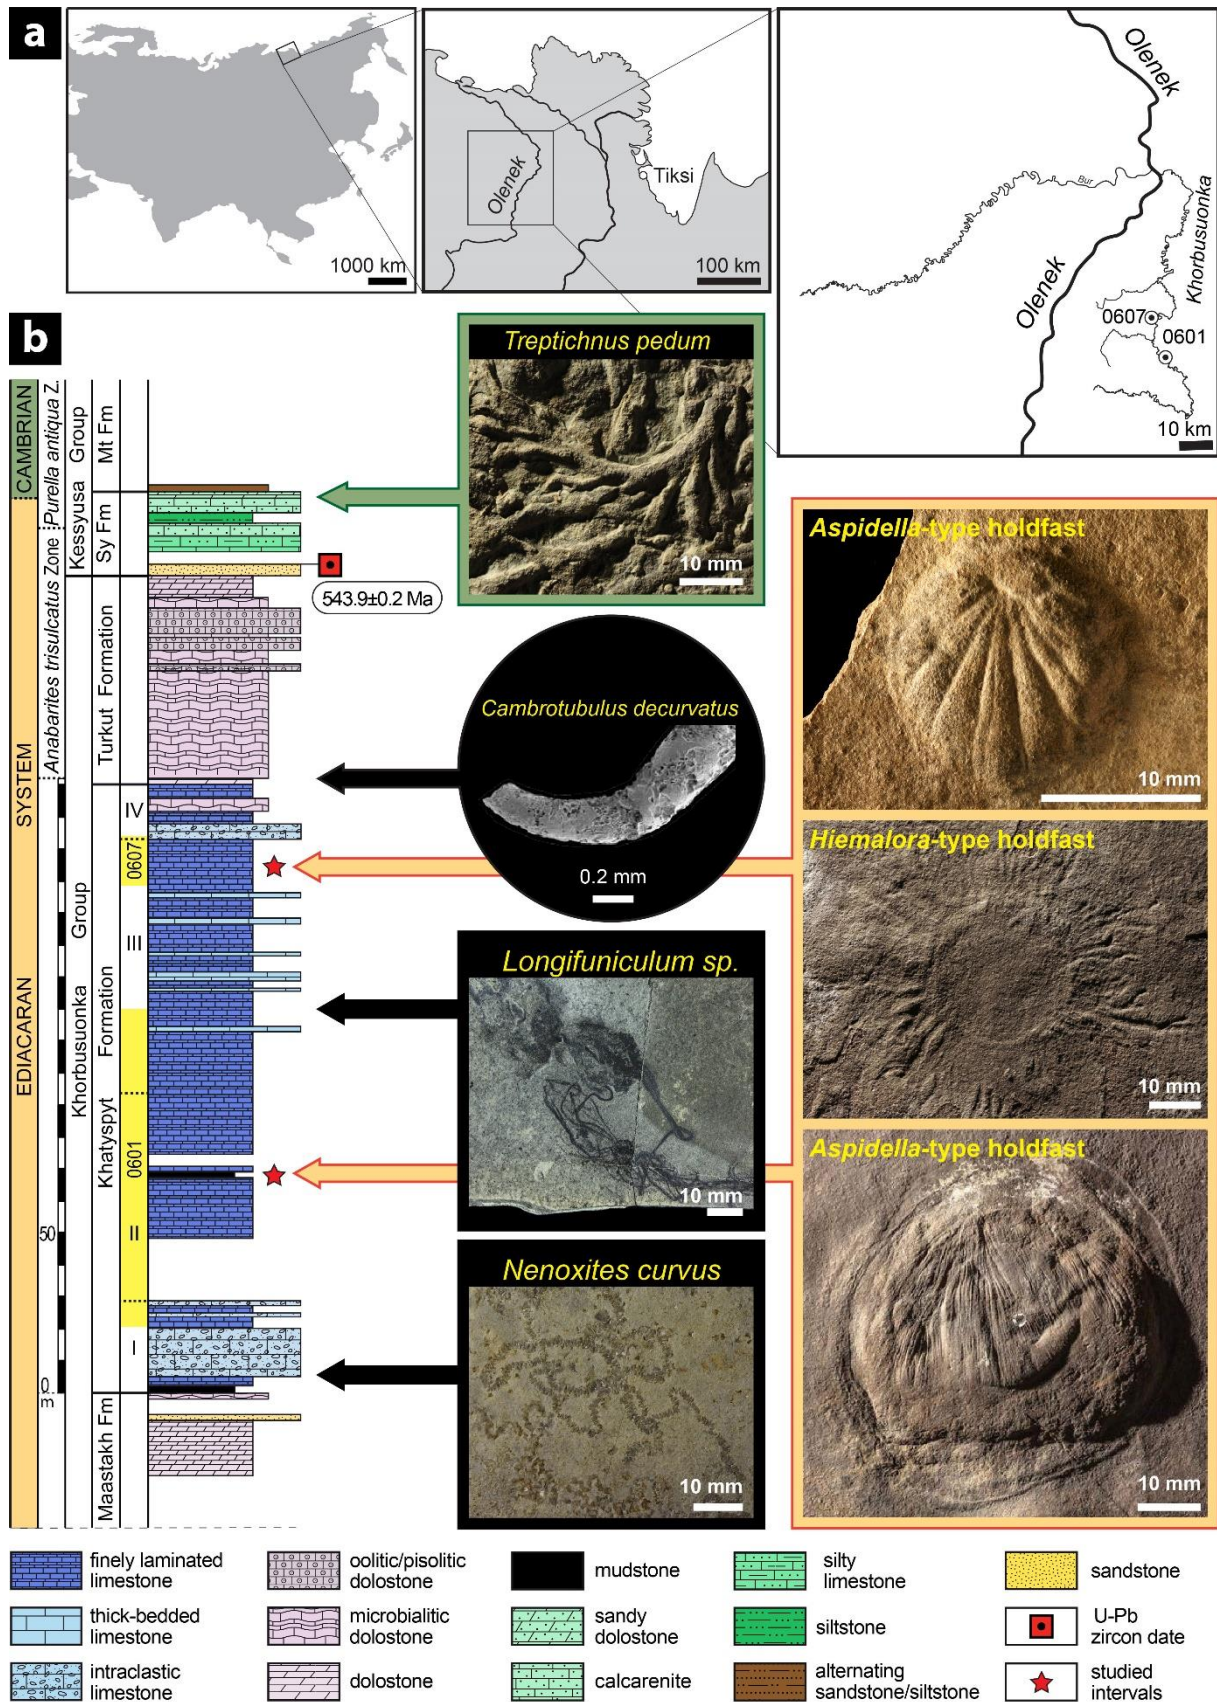 a
1000 km
Olenek
Tiksi
100 km
Olenek
Bur
Khorbusuonka
Olenek
0607
0601
10 km
b
CAMBRIAN
SYSTEM
EDIACARAN
Purella antiqua Z.
Anabarites trisulcatus Zone
50
0
m
Kessyusa Group
Khorbusuonka Group
Mt Fm
Sy Fm
Turkut Formation
Khatyspyt Formation
Maastakh Fm
IV
0607
III
0601
II
I
543.9±0.2 Ma
Treptichnus pedum
10 mm
Cambrotubulus decurvatus
0.2 mm
Longifuniculum sp.
10 mm
Nenoxites curvus
10 mm
Aspidella-type holdfast
10 mm
Hiemalora-type holdfast
10 mm
Aspidella-type holdfast
10 mm
finely laminated
limestone
oolitic/pisolitic
dolostone
mudstone
silty
limestone
sandstone
thick-bedded
limestone
microbialitic
dolostone
sandy
dolostone
siltstone
U-Pb
zircon date
intraclastic
limestone
dolostone
calcarenite
alternating
sandstone/siltstone
studied
intervals